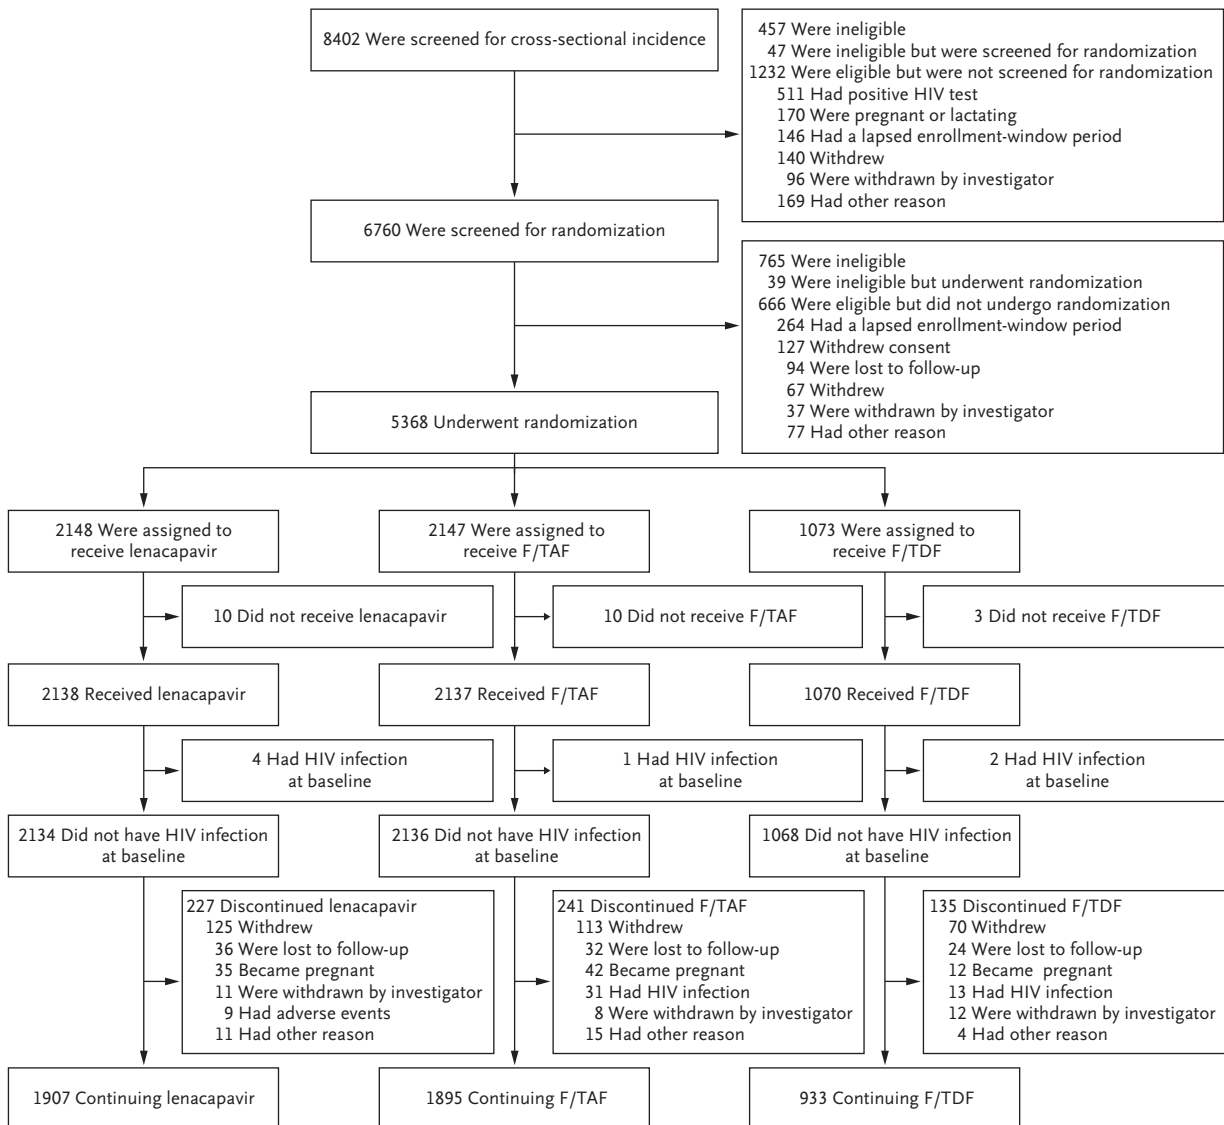 8402 Were screened for cross-sectional incidence
457 Were ineligible
47 Were ineligible but were screened for randomization
1232 Were eligible but were not screened for randomization
511 Had positive HIV test
170 Were pregnant or lactating
146 Had a lapsed enrollment-window period
140 Withdrew
96 Were withdrawn by investigator
169 Had other reason
6760 Were screened for randomization
765 Were ineligible
39 Were ineligible but underwent randomization
666 Were eligible but did not undergo randomization
264 Had a lapsed enrollment-window period
127 Withdrew consent
94 Were lost to follow-up
67 Withdrew
37 Were withdrawn by investigator
77 Had other reason
5368 Underwent randomization
2148 Were assigned to
receive lenacapavir
2147 Were assigned to
receive F/TAF
1073 Were assigned to
receive F/TDF
10 Did not receive lenacapavir
10 Did not receive F/TAF
3 Did not receive F/TDF
2138 Received lenacapavir
2137 Received F/TAF
1070 Received F/TDF
4 Had HIV infection
at baseline
1 Had HIV infection
at baseline
2 Had HIV infection
at baseline
2134 Did not have HIV infection
at baseline
2136 Did not have HIV infection
at baseline
1068 Did not have HIV infection
at baseline
227 Discontinued lenacapavir
125 Withdrew
36 Were lost to follow-up
35 Became pregnant
11 Were withdrawn by investigator
9 Had adverse events
11 Had other reason
241 Discontinued F/TAF
113 Withdrew
32 Were lost to follow-up
42 Became pregnant
31 Had HIV infection
8 Were withdrawn by investigator
15 Had other reason
135 Discontinued F/TDF
70 Withdrew
24 Were lost to follow-up
12 Became pregnant
13 Had HIV infection
12 Were withdrawn by investigator
4 Had other reason
1907 Continuing lenacapavir
1895 Continuing F/TAF
933 Continuing F/TDF